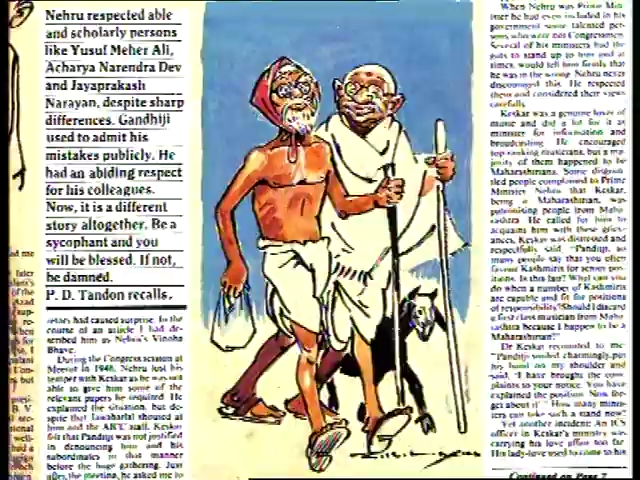 Nehru respected able
and scholarly persons
like Yusuf Meher Ali,
Acharya Narendra Dev
and Jayaprakash
Narayan, despite sharp
differences. Gandhiji
used to admit his
mistakes publicly. He
had an abiding respect
for his colleagues.
Now, it is a different
story altogether. Be a
sycophant and you
will be blessed. If not,
be damned.
P. D. Tandon recalls.
had caused surprise. In the
course of an article I had de-
scribed him as Nehru's Vinoba
Bhave.
During the Congress session at
Meerut in 1948, Nehru lost his
temper with Keskar as he was not
able to give him some of the
relevant papers he required. He
explained the situation, but de-
spite that Jawaharlal shouted at
him and the AICC staff. Keskar
felt that Panditji was not justified
in denouncing him and his
subordinates in that manner
before the huge gathering. Just
after the meeting, he asked me to
When Nehru was Prime Min-
ister he had even included in his
government some talented per-
sons who were not Congressmen.
Several of his ministers had the
guts to stand up to him and at
times, would tell him firmly that
he was in the wrong. Nehru never
discouraged this. He respected
them and considered their views
carefully.
Keskar was a genuine lover of
music and did a lot for it as
minister for information and
broadcasting. He encouraged
top-ranking musicians, but a ma-
jority of them happened to be
Maharashtrians. Some disgrun-
tled people complained to Prime
Minister Nehru that Keskar,
being a Maharashtrian, was
patronising people from Maha-
rashtra. He called for him to
acquaint him with these griev-
ances. Keskar was distressed and
respectfully said: "Panditji, so
many people say that you often
favour Kashmiris for senior posi-
tions. Is this fair? What can you
do when a number of Kashmiris
are capable and fit for positions
of responsibility? Should I discard
a first class musician from Maha-
rashtra because I happen to be a
Maharashtrian?"
Dr Keskar recounted to me:
"Panditji smiled charmingly, put
his hand on my shoulder and
said, 'I have brought the com-
plaints to your notice. You have
explained the position. Now for-
get about it'." How many minis-
ters can take such a stand now?
Yet another incident: An ICS
officer in Keskar's ministry was
carrying his love affair too far.
His lady-love used to come to his
Continued on Page 2